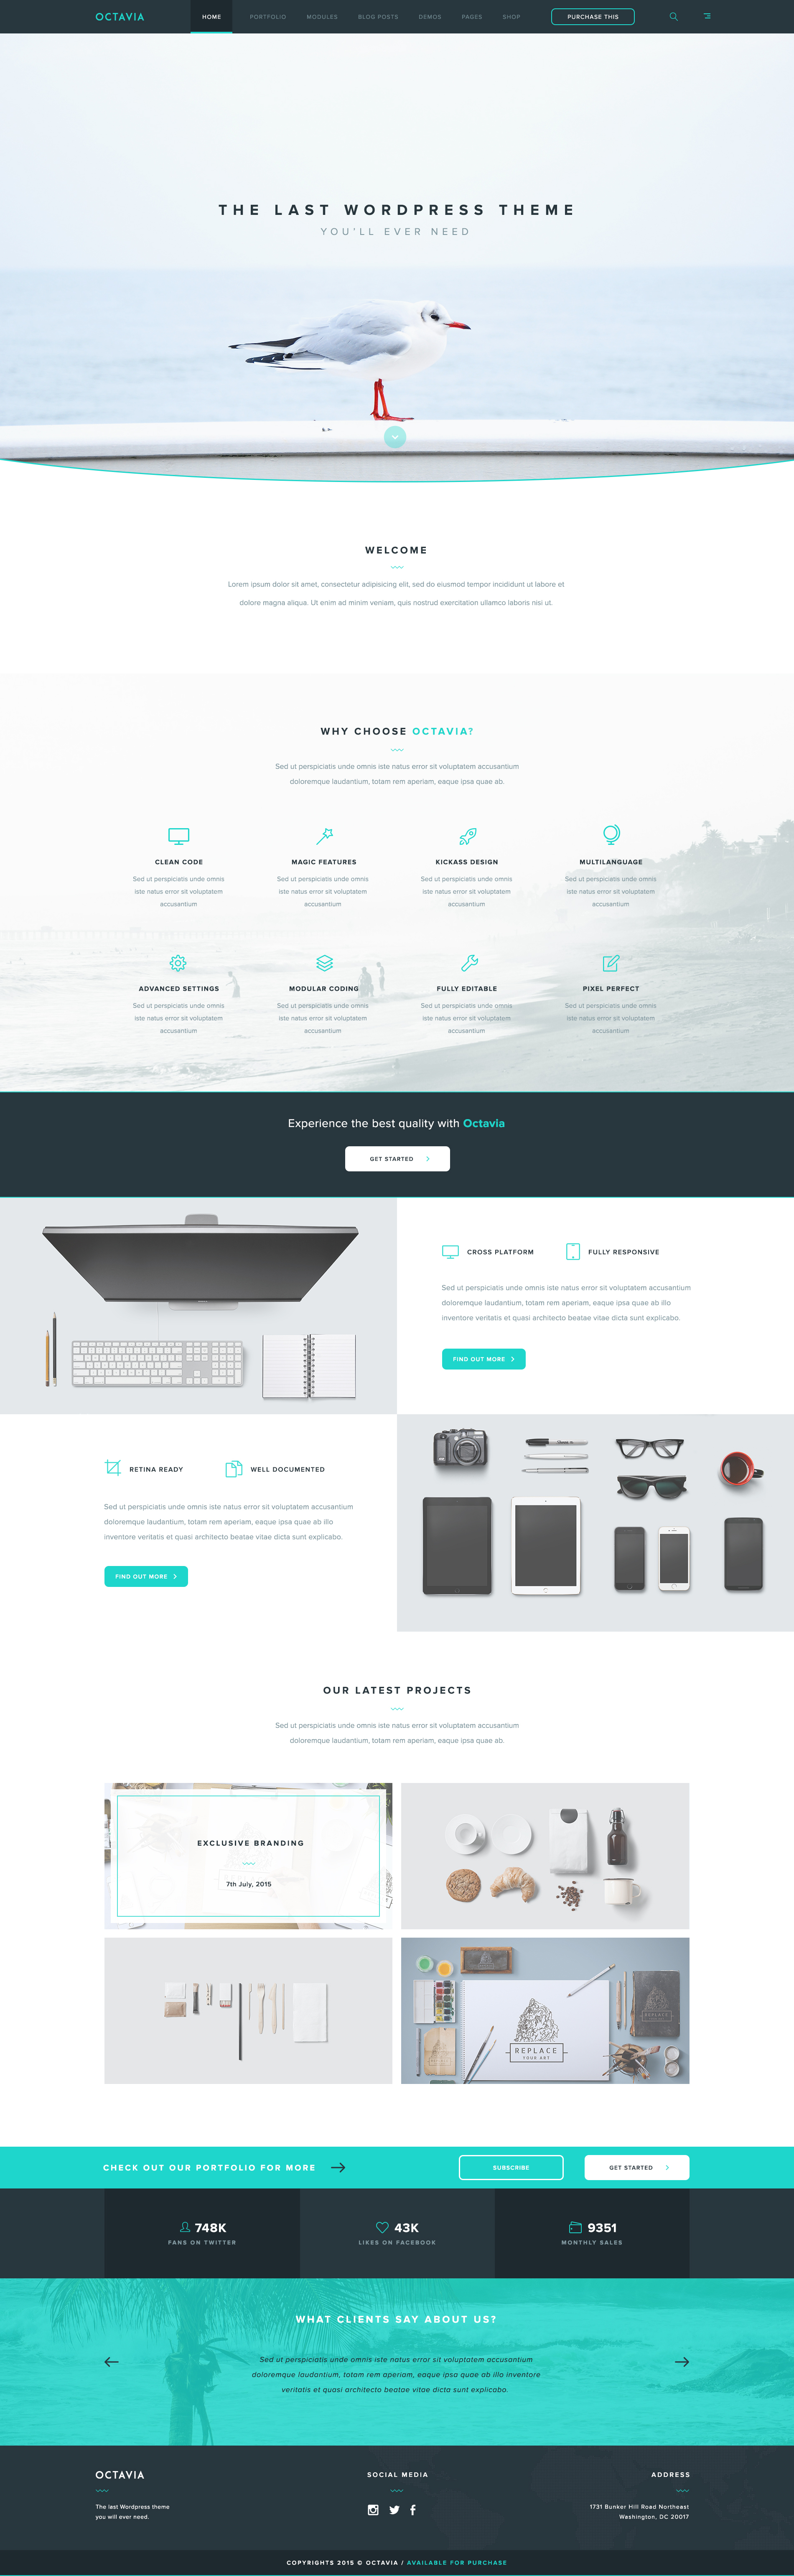 OCTAVIA
HOME
PORTFOLIO
MODULES
BLOG POSTS
DEMOS
PAGES
SHOP
PURCHASE THIS
THE LAST WORDPRESS THEME
YOU'LL EVER NEED
WELCOME
Lorem ipsum dolor sit amet, consectetur adipisicing elit, sed do eiusmod tempor incididunt ut labore et
dolore magna aliqua. Ut enim ad minim veniam, quis nostrud exercitation ullamco laboris nisi ut.
WHY CHOOSE OCTAVIA?
Sed ut perspiciatis unde omnis iste natus error sit voluptatem accusantium
doloremque laudantium, totam rem aperiam, eaque ipsa quae ab.
CLEAN CODE
Sed ut perspiciatis unde omnis
iste natus error sit voluptatem
accusantium
MAGIC FEATURES
Sed ut perspiciatis unde omnis
iste natus error sit voluptatem
accusantium
KICKASS DESIGN
Sed ut perspiciatis unde omnis
iste natus error sit voluptatem
accusantium
MULTILANGUAGE
Sed ut perspiciatis unde omnis
iste natus error sit voluptatem
accusantium
ADVANCED SETTINGS
Sed ut perspiciatis unde omnis
iste natus error sit voluptatem
accusantium
MODULAR CODING
Sed ut perspiciatis unde omnis
iste natus error sit voluptatem
accusantium
FULLY EDITABLE
Sed ut perspiciatis unde omnis
iste natus error sit voluptatem
accusantium
PIXEL PERFECT
Sed ut perspiciatis unde omnis
iste natus error sit voluptatem
accusantium
Experience the best quality with Octavia
GET STARTED
CROSS PLATFORM
FULLY RESPONSIVE
Sed ut perspiciatis unde omnis iste natus error sit voluptatem accusantium
doloremque laudantium, totam rem aperiam, eaque ipsa quae ab illo
inventore veritatis et quasi architecto beatae vitae dicta sunt explicabo.
FIND OUT MORE
RETINA READY
WELL DOCUMENTED
Sed ut perspiciatis unde omnis iste natus error sit voluptatem accusantium
doloremque laudantium, totam rem aperiam, eaque ipsa quae ab illo
inventore veritatis et quasi architecto beatae vitae dicta sunt explicabo.
FIND OUT MORE
OUR LATEST PROJECTS
Sed ut perspiciatis unde omnis iste natus error sit voluptatem accusantium
doloremque laudantium, totam rem aperiam, eaque ipsa quae ab.
EXCLUSIVE BRANDING
7th July, 2015
REPLACE
YOUR ART
CHECK OUT OUR PORTFOLIO FOR MORE
SUBSCRIBE
GET STARTED
748K
FANS ON TWITTER
43K
LIKES ON FACEBOOK
9351
MONTHLY SALES
WHAT CLIENTS SAY ABOUT US?
Sed ut perspiciatis unde omnis iste natus error sit voluptatem accusantium
doloremque laudantium, totam rem aperiam, eaque ipsa quae ab illo inventore
veritatis et quasi architecto beatae vitae dicta sunt explicabo.
OCTAVIA
The last Wordpress theme
you will ever need.
SOCIAL MEDIA
ADDRESS
1731 Bunker Hill Road Northeast
Washington, DC 20017
COPYRIGHTS 2015 © OCTAVIA / AVAILABLE FOR PURCHASE